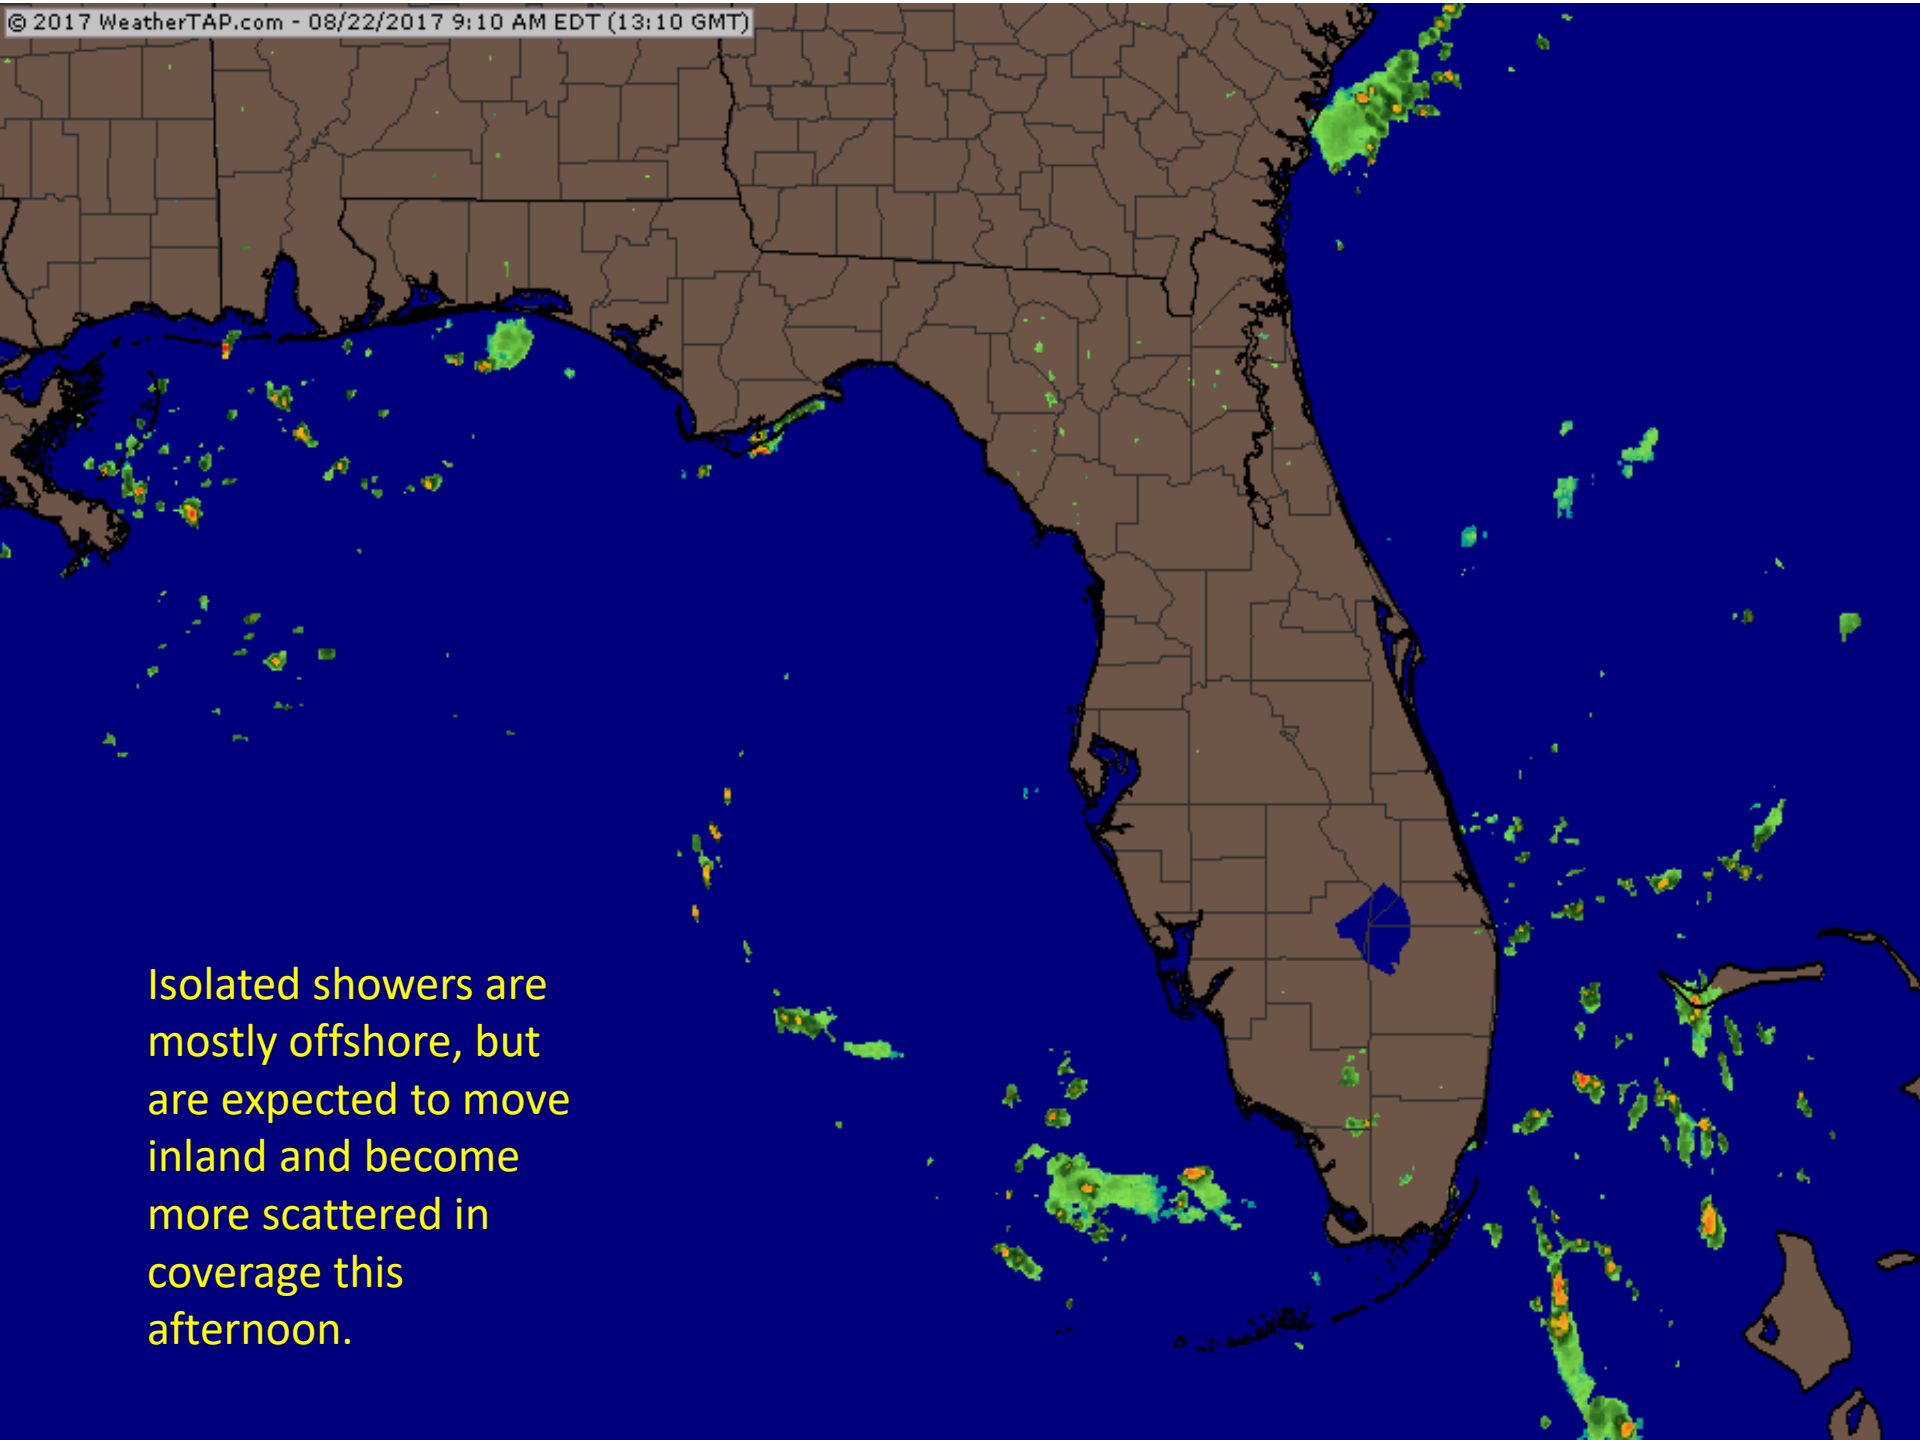 © 2017 WeatherTAP.com - 08/22/2017 9:10 AM EDT (13:10 GMT)
Isolated showers are
mostly offshore, but
are expected to move
inland and become
more scattered in
coverage this
afternoon.